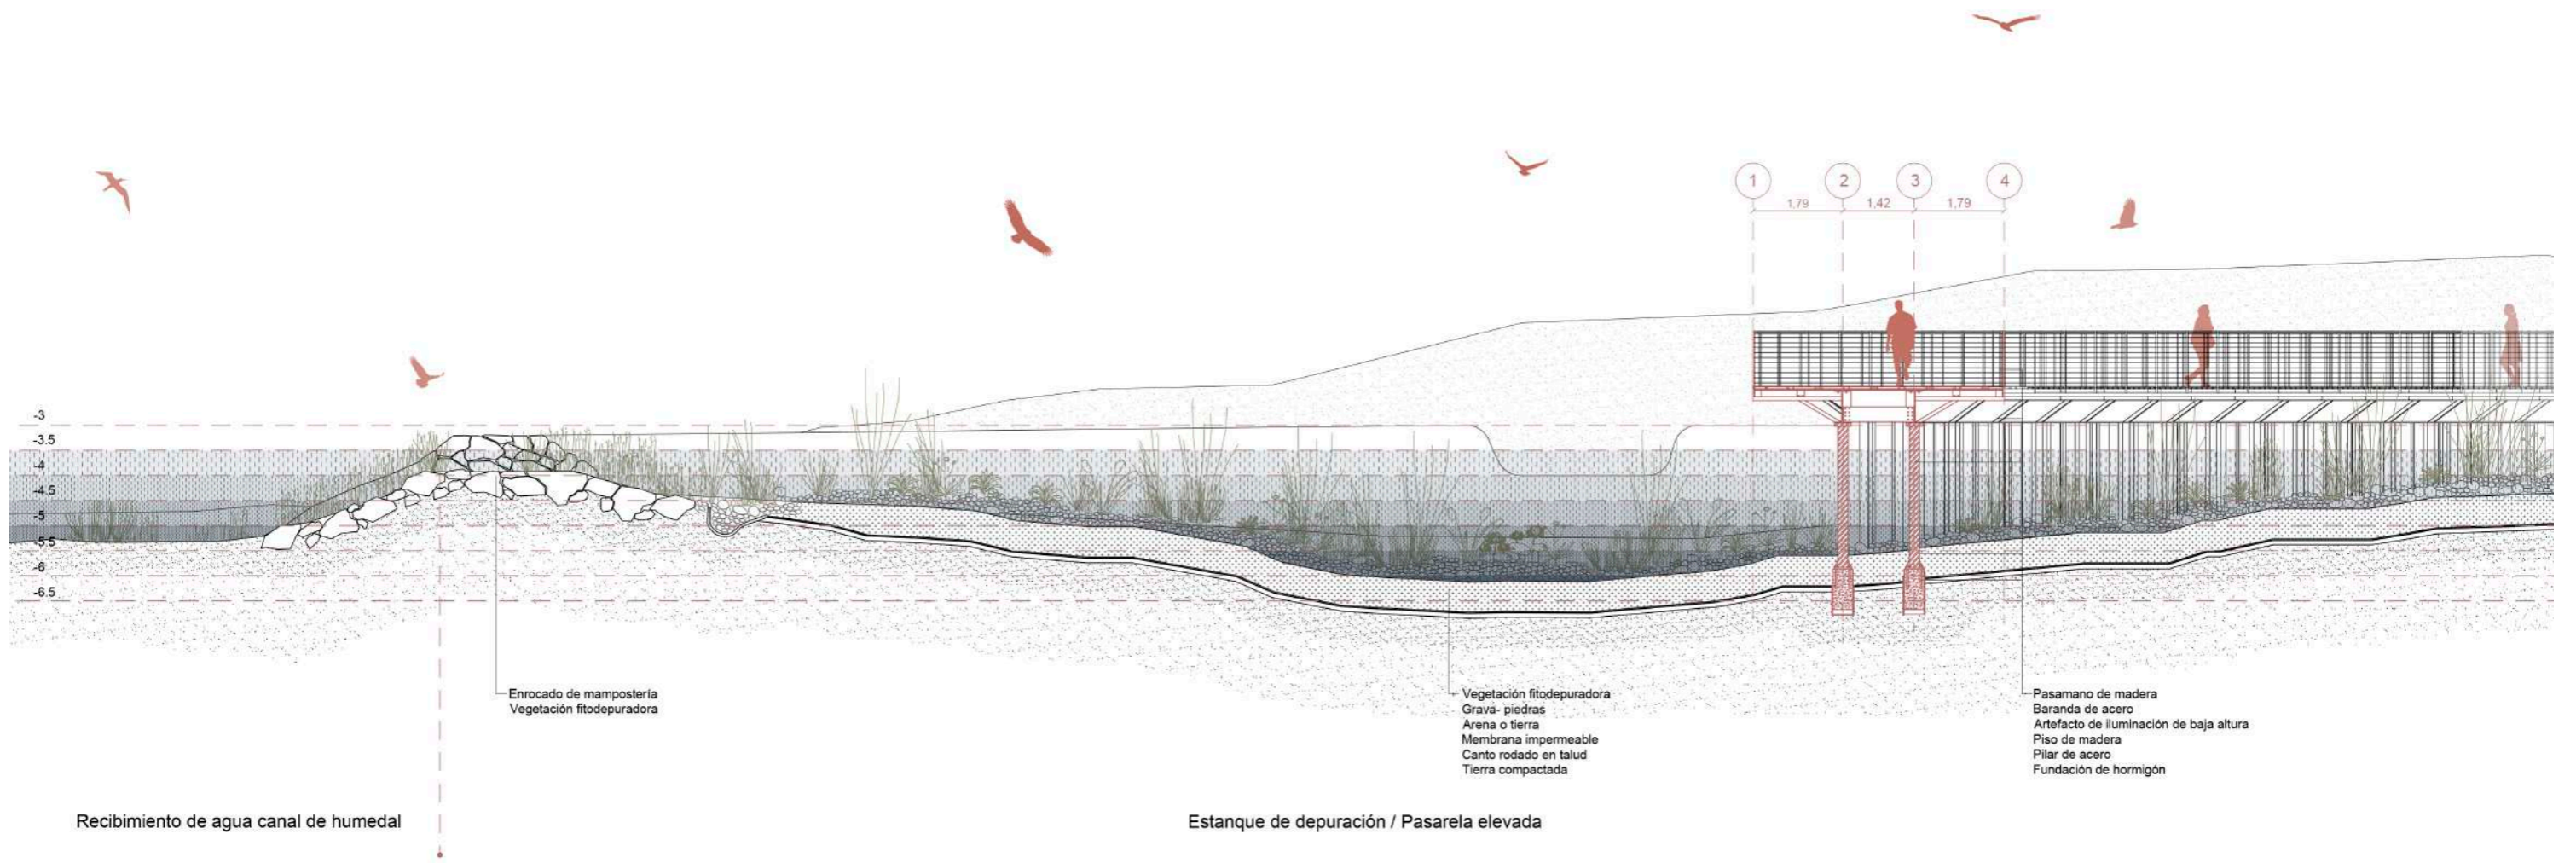 1 2 3 4
1,79 1,42 1,79
-3
-3.5
-4
-4.5
-5
-5.5
-6
-6.5
Enrocado de mampostería
Vegetación fitodepuradora
Vegetación fitodepuradora
Grava- piedras
Arena o tierra
Membrana impermeable
Canto rodado en talud
Tierra compactada
Pasamano de madera
Baranda de acero
Artefacto de iluminación de baja altura
Piso de madera
Pilar de acero
Fundación de hormigón
Recibimiento de agua canal de humedal
Estanque de depuración / Pasarela elevada